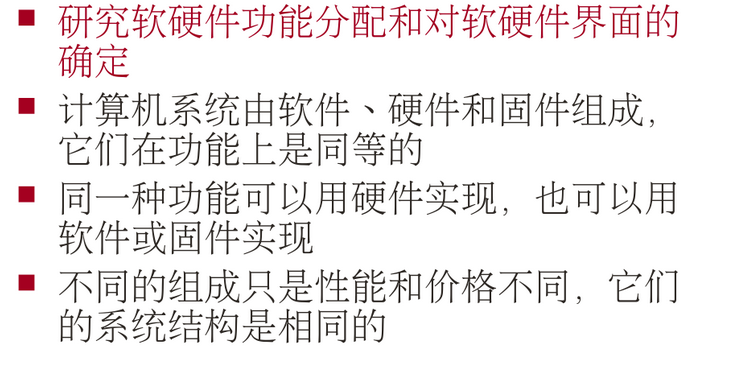 研究软硬件功能分配和对软硬件界面的
确定
计算机系统由软件、硬件和固件组成，
它们在功能上是同等的
同一种功能可以用硬件实现，也可以用
软件或固件实现
不同的组成只是性能和价格不同，它们
的系统结构是相同的